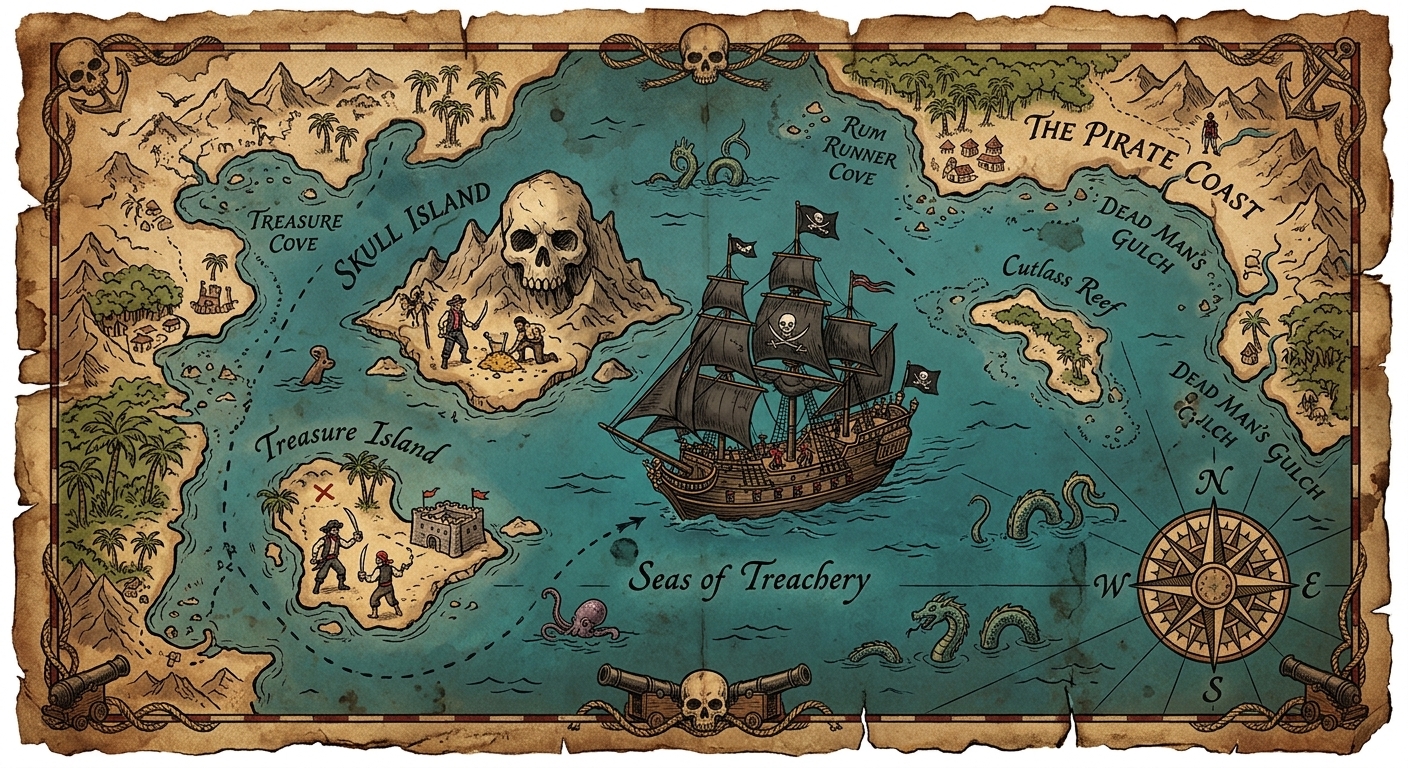 THE PIRATE COAST
RUM
RUNNER
COVE
TREASURE
COVE
SKULL ISLAND
DEAD MAN'S
GULCH
Cutlass Reef
DEAD MAN'S GULCH
Treasure Island
Seas of Treachery
N
W
E
S